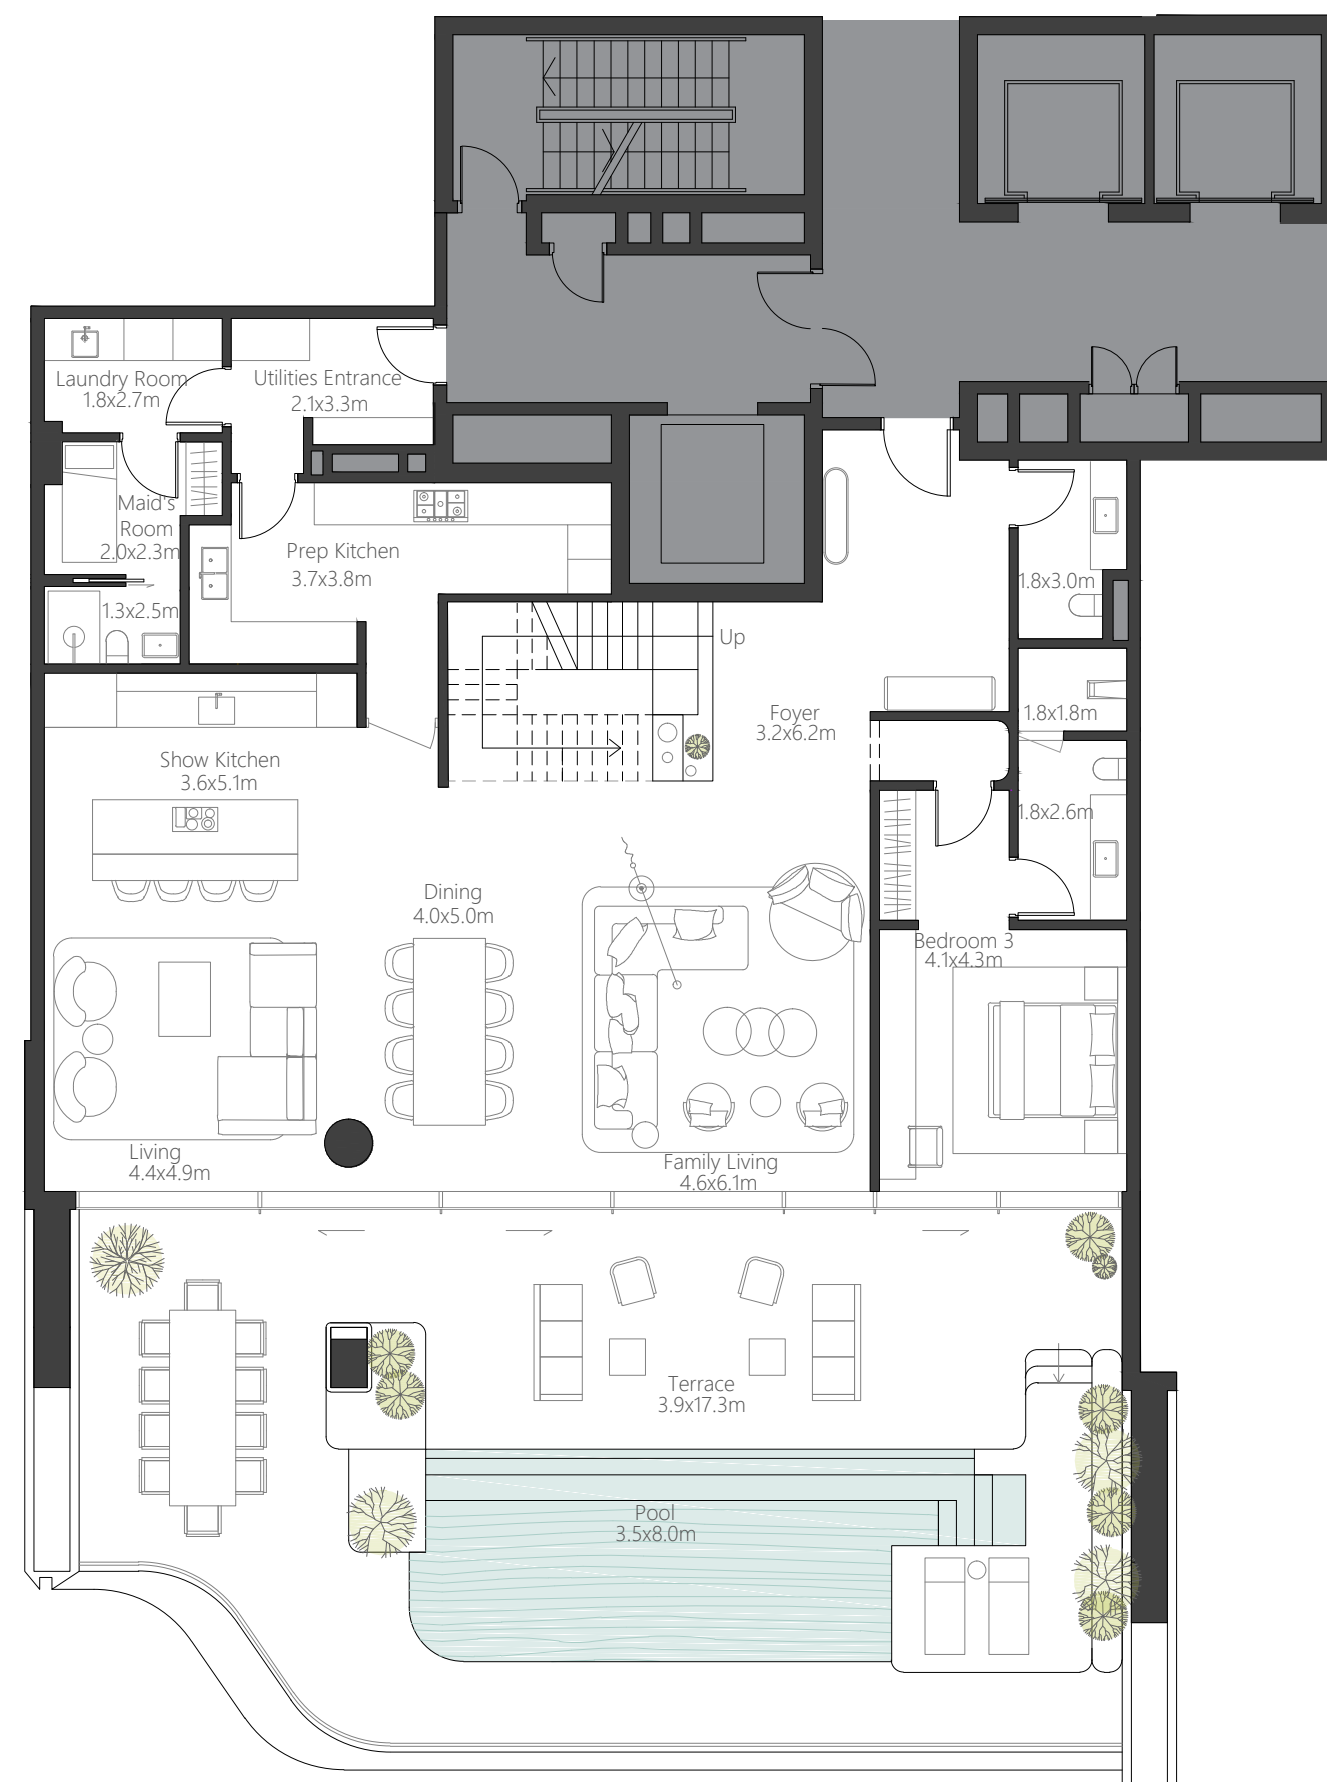 Laundry Room
1.8x2.7m
Utilities Entrance
2.1x3.3m
Maid's
Room
2.0x2.3m
Prep Kitchen
3.7x3.8m
1.3x2.5m
1.8x3.0m
Up
Foyer
3.2x6.2m
1.8x1.8m
Show Kitchen
3.6x5.1m
1.8x2.6m
Dining
4.0x5.0m
Bedroom 3
4.1x4.3m
Living
4.4x4.9m
Family Living
4.6x6.1m
Terrace
3.9x17.3m
Pool
3.5x8.0m